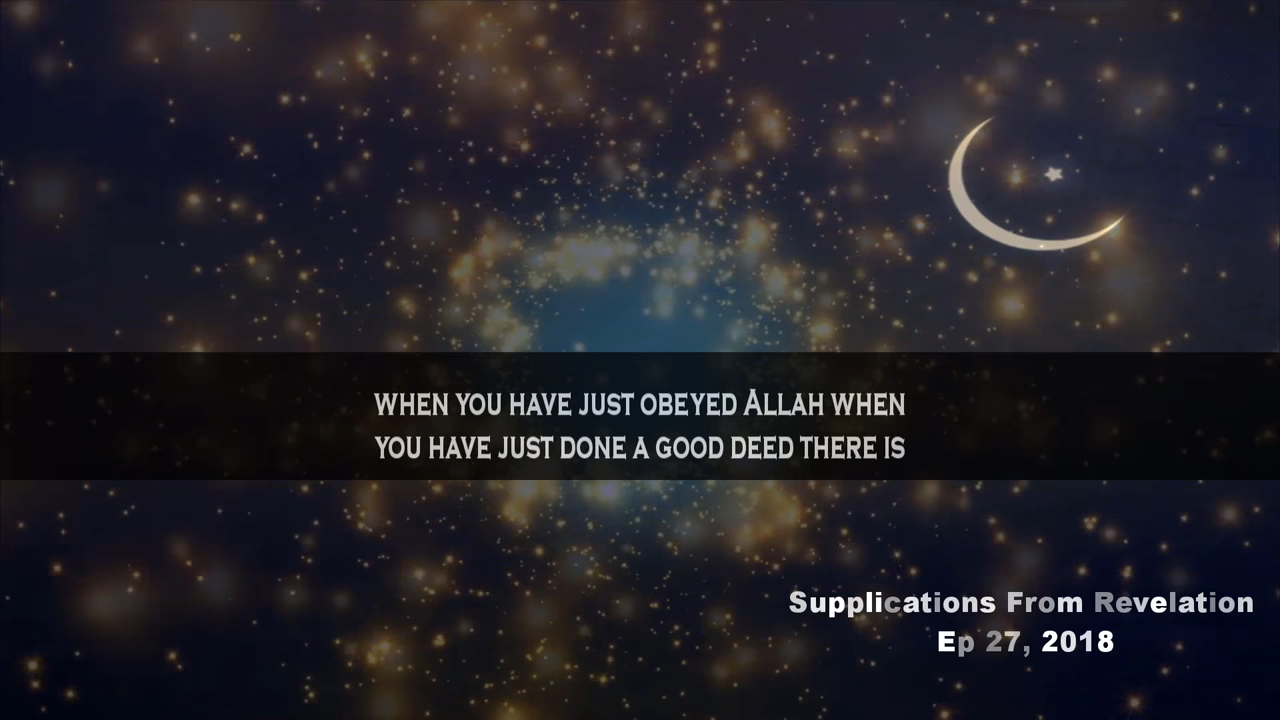 WHEN YOU HAVE JUST OBEYED ALLAH WHEN
YOU HAVE JUST DONE A GOOD DEED THERE IS
Supplications From Revelation
Ep 27, 2018